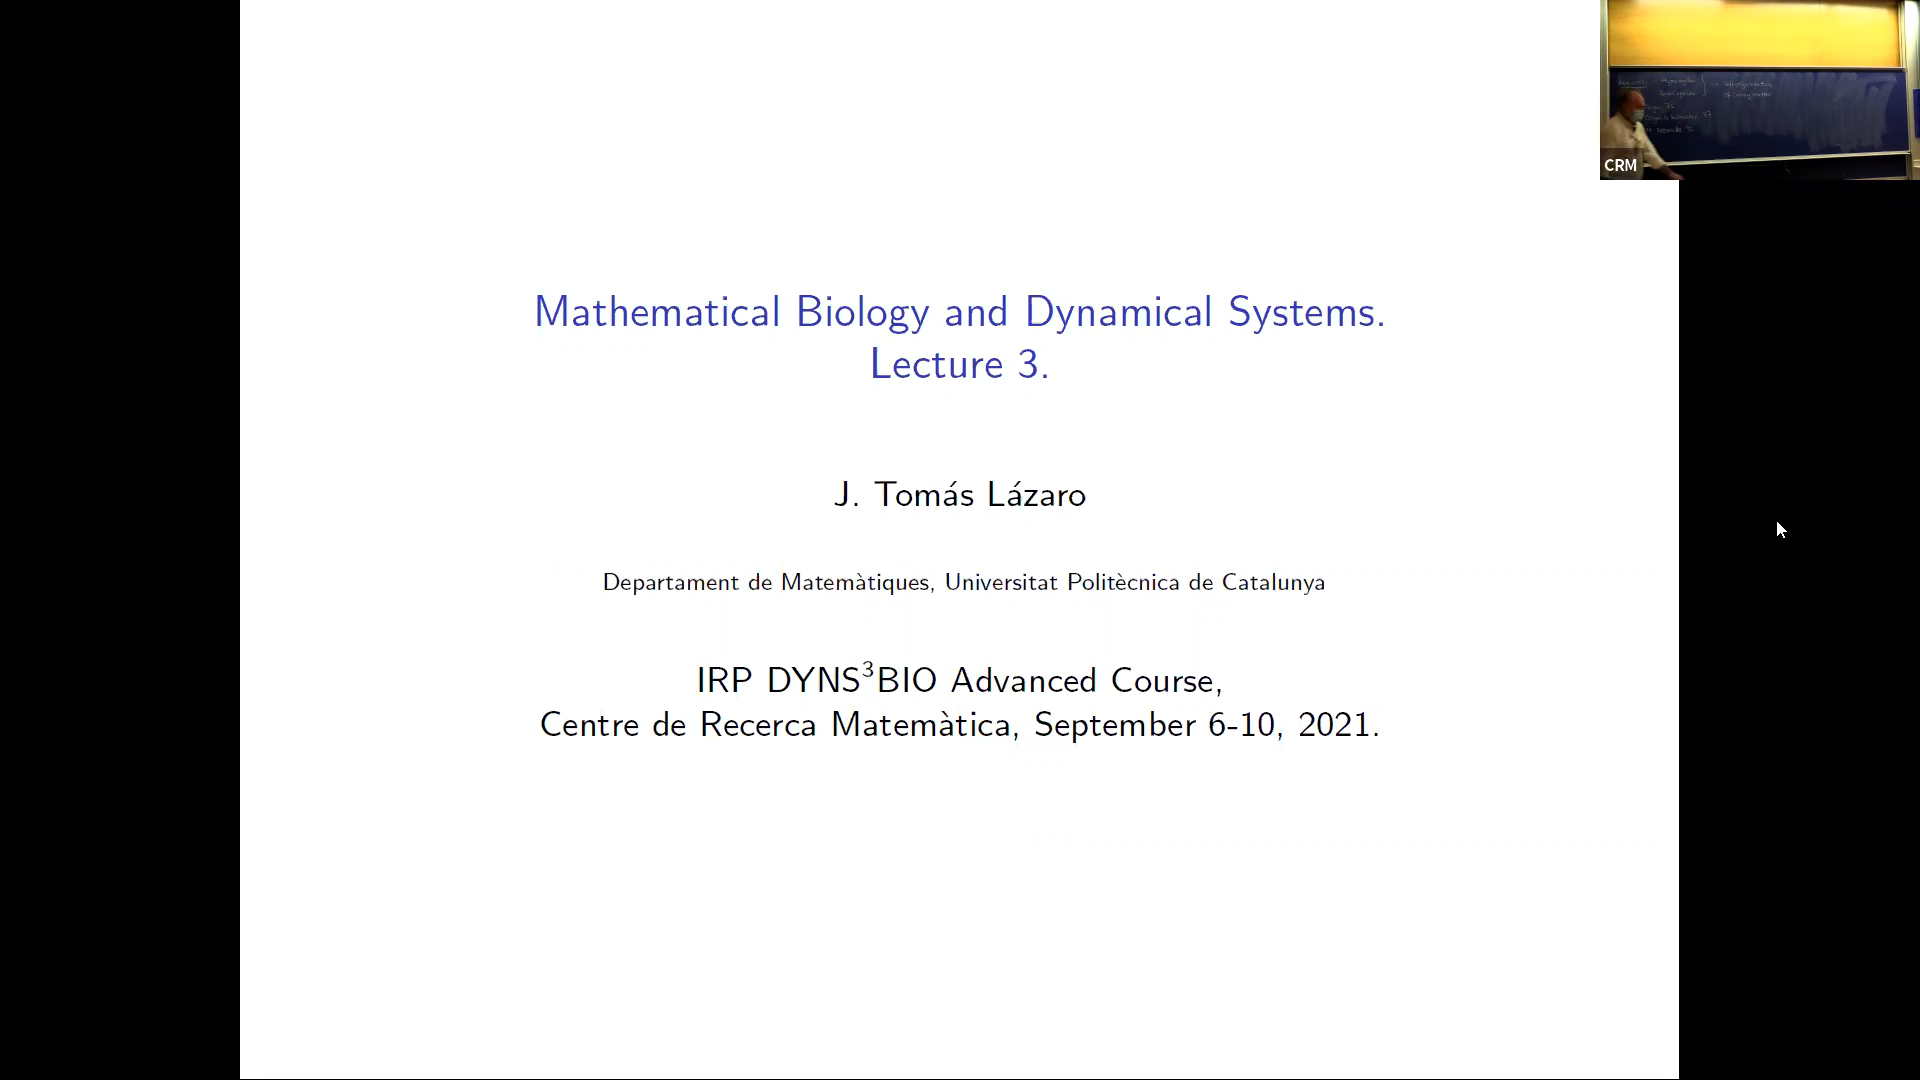 Mathematical Biology and Dynamical Systems.
Lecture 3.
J. Tomás Lázaro
Departament de Matemàtiques, Universitat Politècnica de Catalunya
IRP DYNS³BIO Advanced Course,
Centre de Recerca Matemàtica, September 6-10, 2021.
CRM